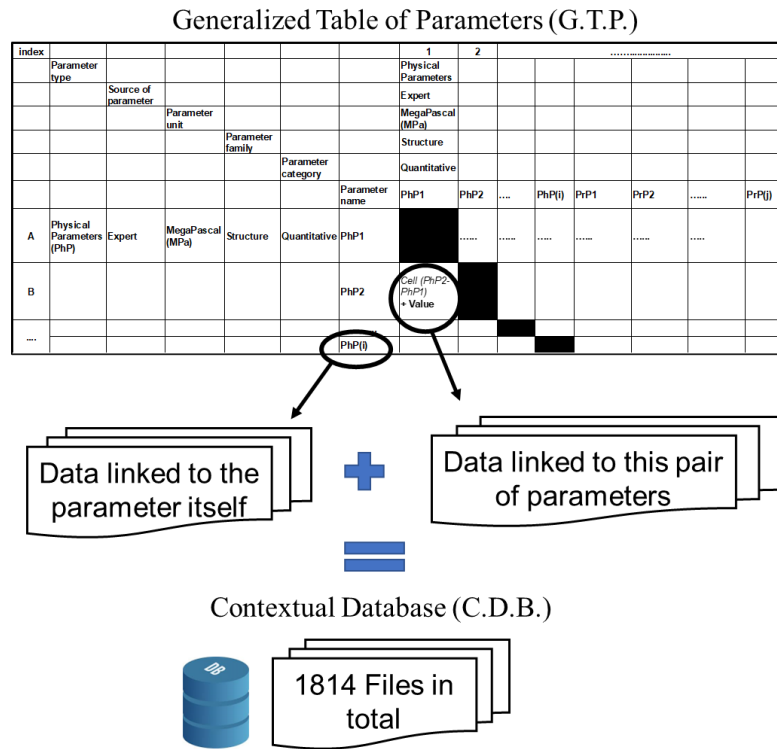 Generalized Table of Parameters (G.T.P.)
index 1 2 .......................
Parameter type Physical Parameters
Source of parameter Expert
Parameter unit MegaPascal (MPa)
Parameter family Structure
Parameter category Quantitative
Parameter name PhP1 PhP2 .... PhP(i) PrP1 PrP2 ...... PrP(j)
A Physical Parameters (PhP) Expert MegaPascal (MPa) Structure Quantitative PhP1 ...... ...... ..... ...... ...... .....
B PhP2 Cell (PhP2-
PhP1)
+ Value
....
PhP(i)
Data linked to the
parameter itself
Data linked to this pair
of parameters
Contextual Database (C.D.B.)
DB
1814 Files in
total